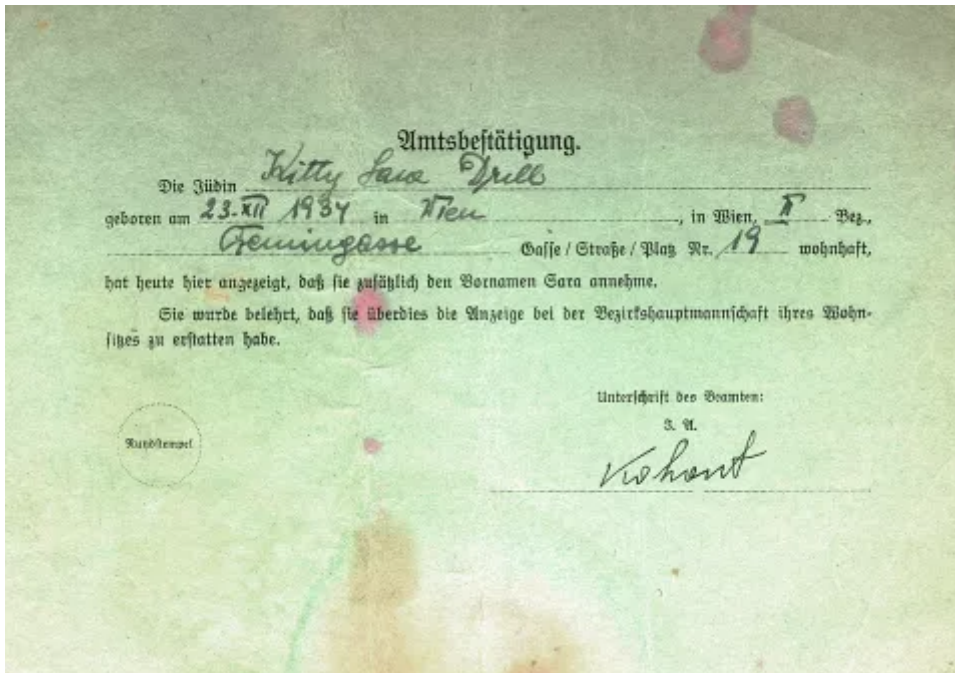 Amtsbestätigung.
Die Jüdin Kitty Sara Drill
geboren am 23. XII 1934 in Wien, in Wien, II Bez.,
Gasse / Straße / Platz Nr. 19 wohnhaft,
hat heute hier angezeigt, daß sie zusätzlich den Vornamen Sara annehme.
Sie wurde belehrt, daß sie überdies die Anzeige bei der Bezirkshauptmannschaft ihres Wohn-
sitzes zu erstatten habe.
Unterschrift des Beamten:
I. A.
Rundstempel